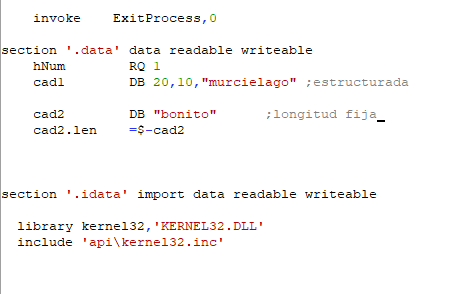 invoke    ExitProcess,0
section '.data' data readable writeable
hNum        RQ 1
cad1        DB 20,10,"murcielago" ;estructurada
cad2        DB "bonito"      ;longitud fija
cad2.len    =$-cad2
section '.idata' import data readable writeable
library kernel32,'KERNEL32.DLL'
include 'api\kernel32.inc'